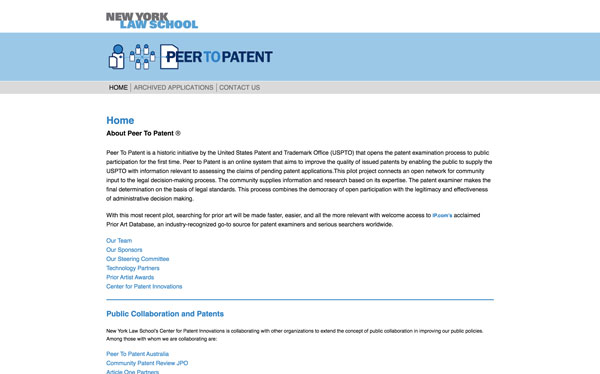 NEW YORK
LAW SCHOOL
PEERTOPATENT
HOME ARCHIVED APPLICATIONS CONTACT US
Home
About Peer To Patent ®
Peer To Patent is a historic initiative by the United States Patent and Trademark Office (USPTO) that opens the patent examination process to public
participation for the first time. Peer to Patent is an online system that aims to improve the quality of issued patents by enabling the public to supply the
USPTO with information relevant to assessing the claims of pending patent applications.This pilot project connects an open network for community
input to the legal decision-making process. The community supplies information and research based on its expertise. The patent examiner makes the
final determination on the basis of legal standards. This process combines the democracy of open participation with the legitimacy and effectiveness
of administrative decision making.
With this most recent pilot, searching for prior art will be made faster, easier, and all the more relevant with welcome access to IP.com's acclaimed
Prior Art Database, an industry-recognized go-to source for patent examiners and serious searchers worldwide.
Our Team
Our Sponsors
Our Steering Committee
Technology Partners
Prior Artist Awards
Center for Patent Innovations
Public Collaboration and Patents
New York Law School's Center for Patent Innovations is collaborating with other organizations to extend the concept of public collaboration in improving our public policies.
Among those with whom we are collaborating are:
Peer To Patent Australia
Community Patent Review JPO
Article One Partners